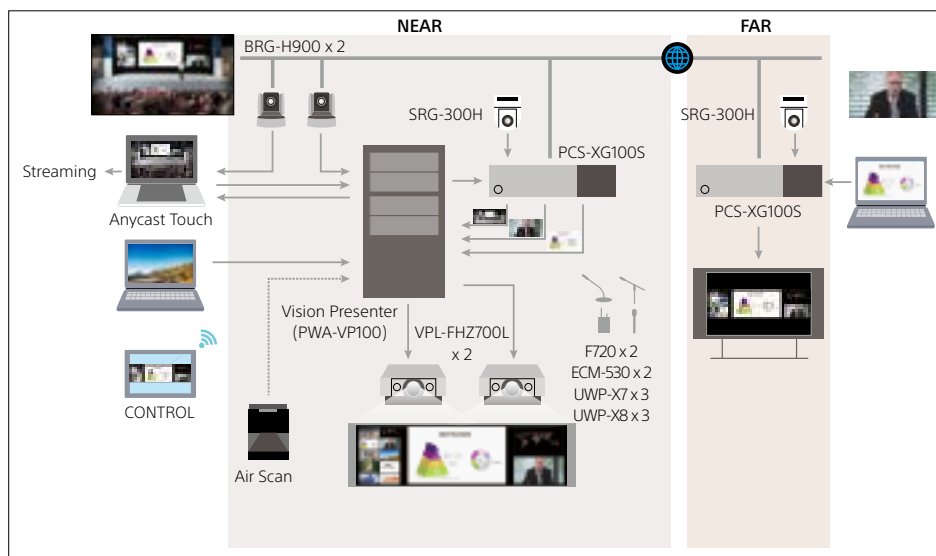 NEAR
FAR
BRG-H900 x 2
SRG-300H
SRG-300H
PCS-XG100S
PCS-XG100S
Streaming
Anycast Touch
Vision Presenter
(PWA-VP100)
VPL-FHZ700L
x 2
F720 x 2
ECM-530 x 2
UWP-X7 x 3
UWP-X8 x 3
CONTROL
Air Scan